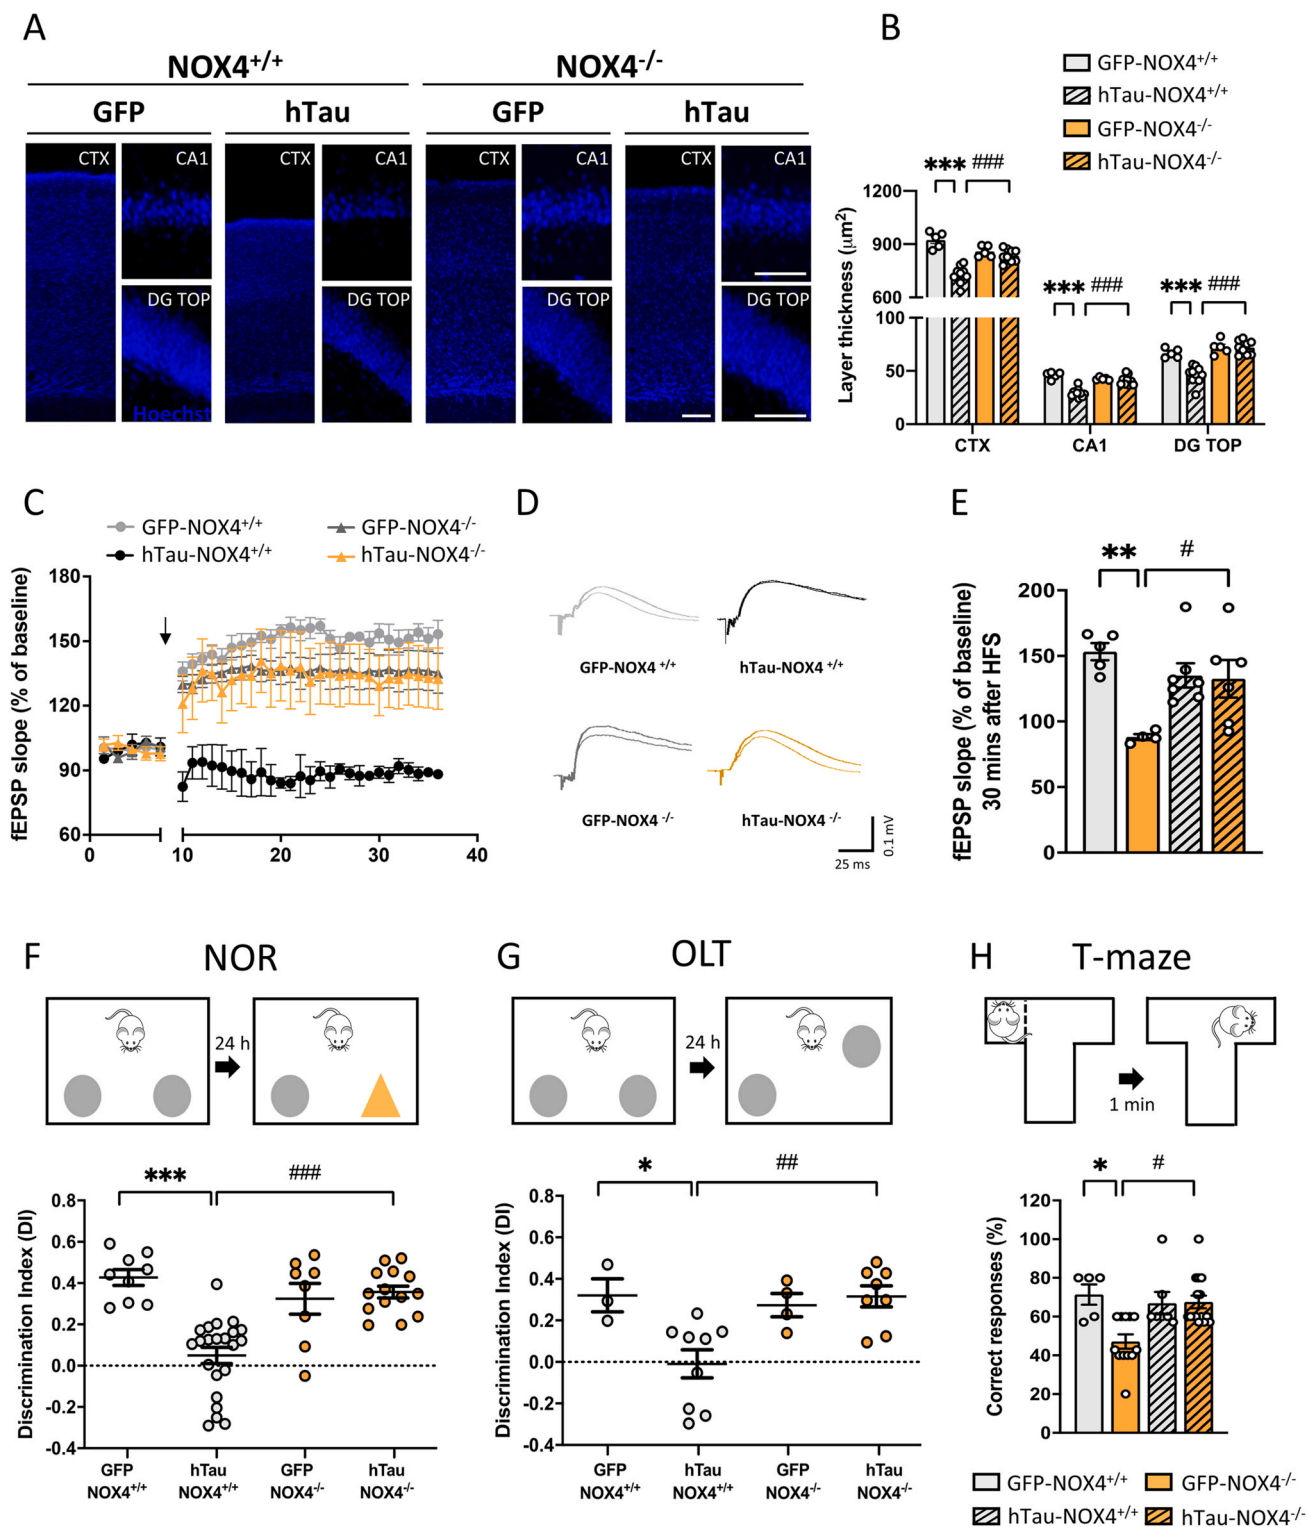 A
NOX4+/+
NOX4-/-
GFP
hTau
GFP
hTau
CTX
CA1
CTX
CA1
CTX
CA1
CTX
CA1
DG TOP
DG TOP
DG TOP
DG TOP
Hoechst
B
GFP-NOX4+/+
hTau-NOX4+/+
GFP-NOX4-/-
hTau-NOX4-/-
*** ###
*** ###
*** ###
Layer thickness (µm2)
1200
900
600
100
50
0
CTX
CA1
DG TOP
C
GFP-NOX4+/+
GFP-NOX4-/-
hTau-NOX4+/+
hTau-NOX4-/-
fEPSP slope (% of baseline)
180
150
120
90
60
0
10
20
30
40
D
GFP-NOX4 +/+
hTau-NOX4 +/+
GFP-NOX4 -/-
hTau-NOX4 -/-
0.1 mV
25 ms
E
** #
fEPSP slope (% of baseline)
30 mins after HFS
200
150
100
50
0
F
NOR
24 h
*** ###
Discrimination Index (DI)
0.8
0.6
0.4
0.2
0.0
-0.2
-0.4
GFP
NOX4+/+
hTau
NOX4+/+
GFP
NOX4-/-
hTau
NOX4-/-
G
OLT
24 h
* ##
Discrimination Index (DI)
0.8
0.6
0.4
0.2
0.0
-0.2
-0.4
GFP
NOX4+/+
hTau
NOX4+/+
GFP
NOX4-/-
hTau
NOX4-/-
H
T-maze
1 min
* #
Correct responses (%)
120
100
80
60
40
20
0
GFP-NOX4+/+
GFP-NOX4-/-
hTau-NOX4+/+
hTau-NOX4-/-